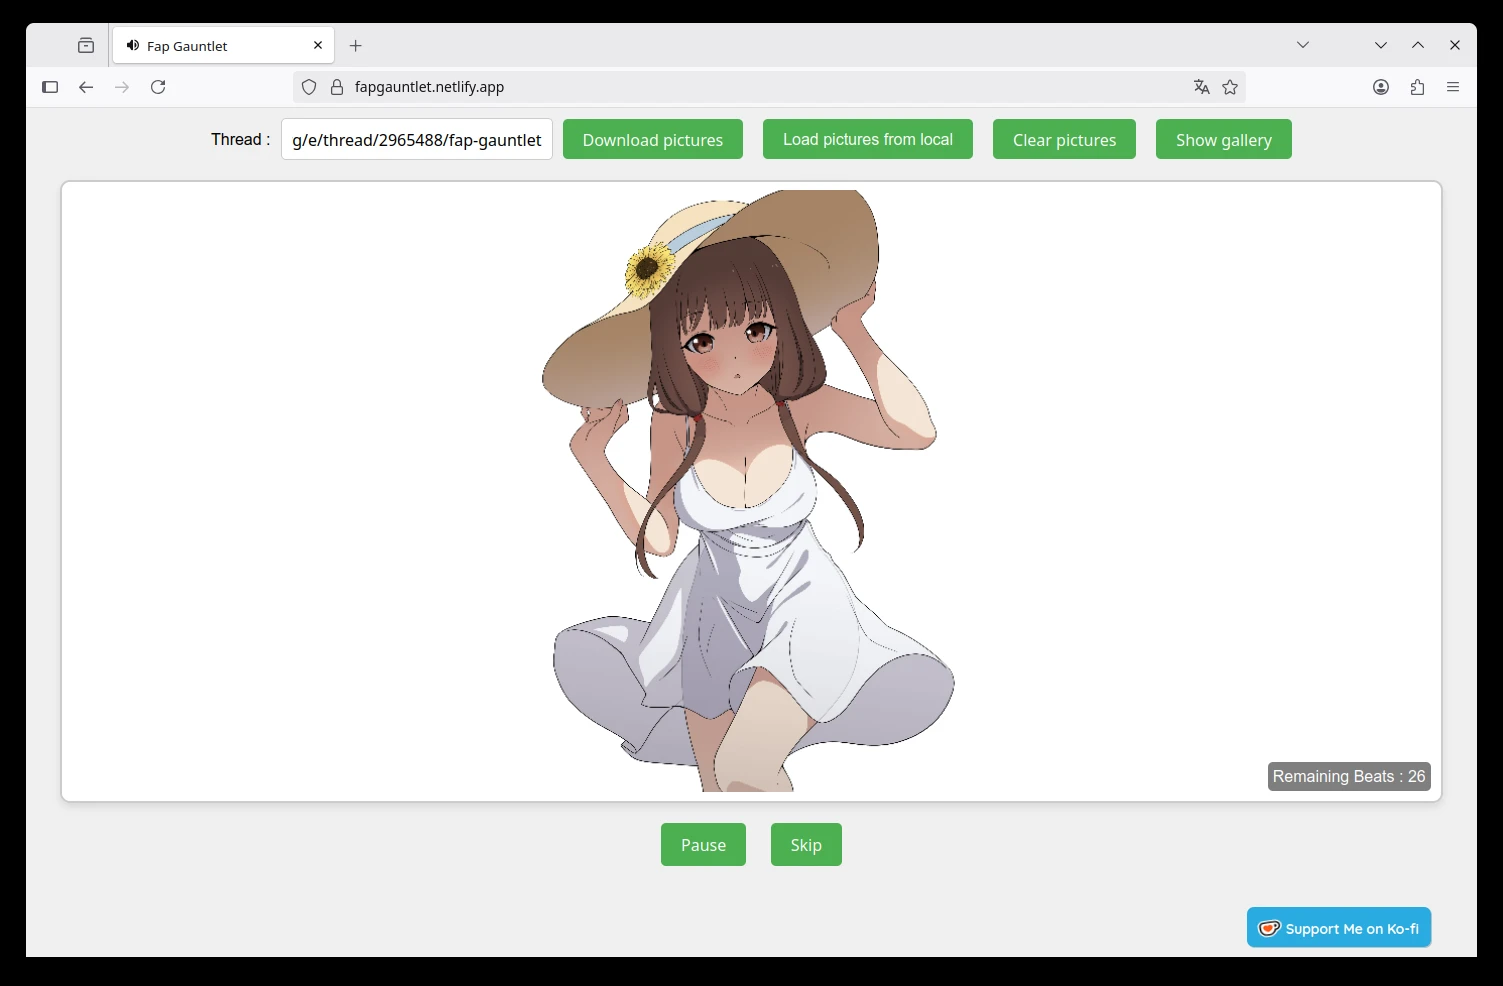 Fap Gauntlet
fapgauntlet.netlify.app
Thread : g/e/thread/2965488/fap-gauntlet Download pictures Load pictures from local Clear pictures Show gallery
Remaining Beats : 26
Pause Skip
Support Me on Ko-fi